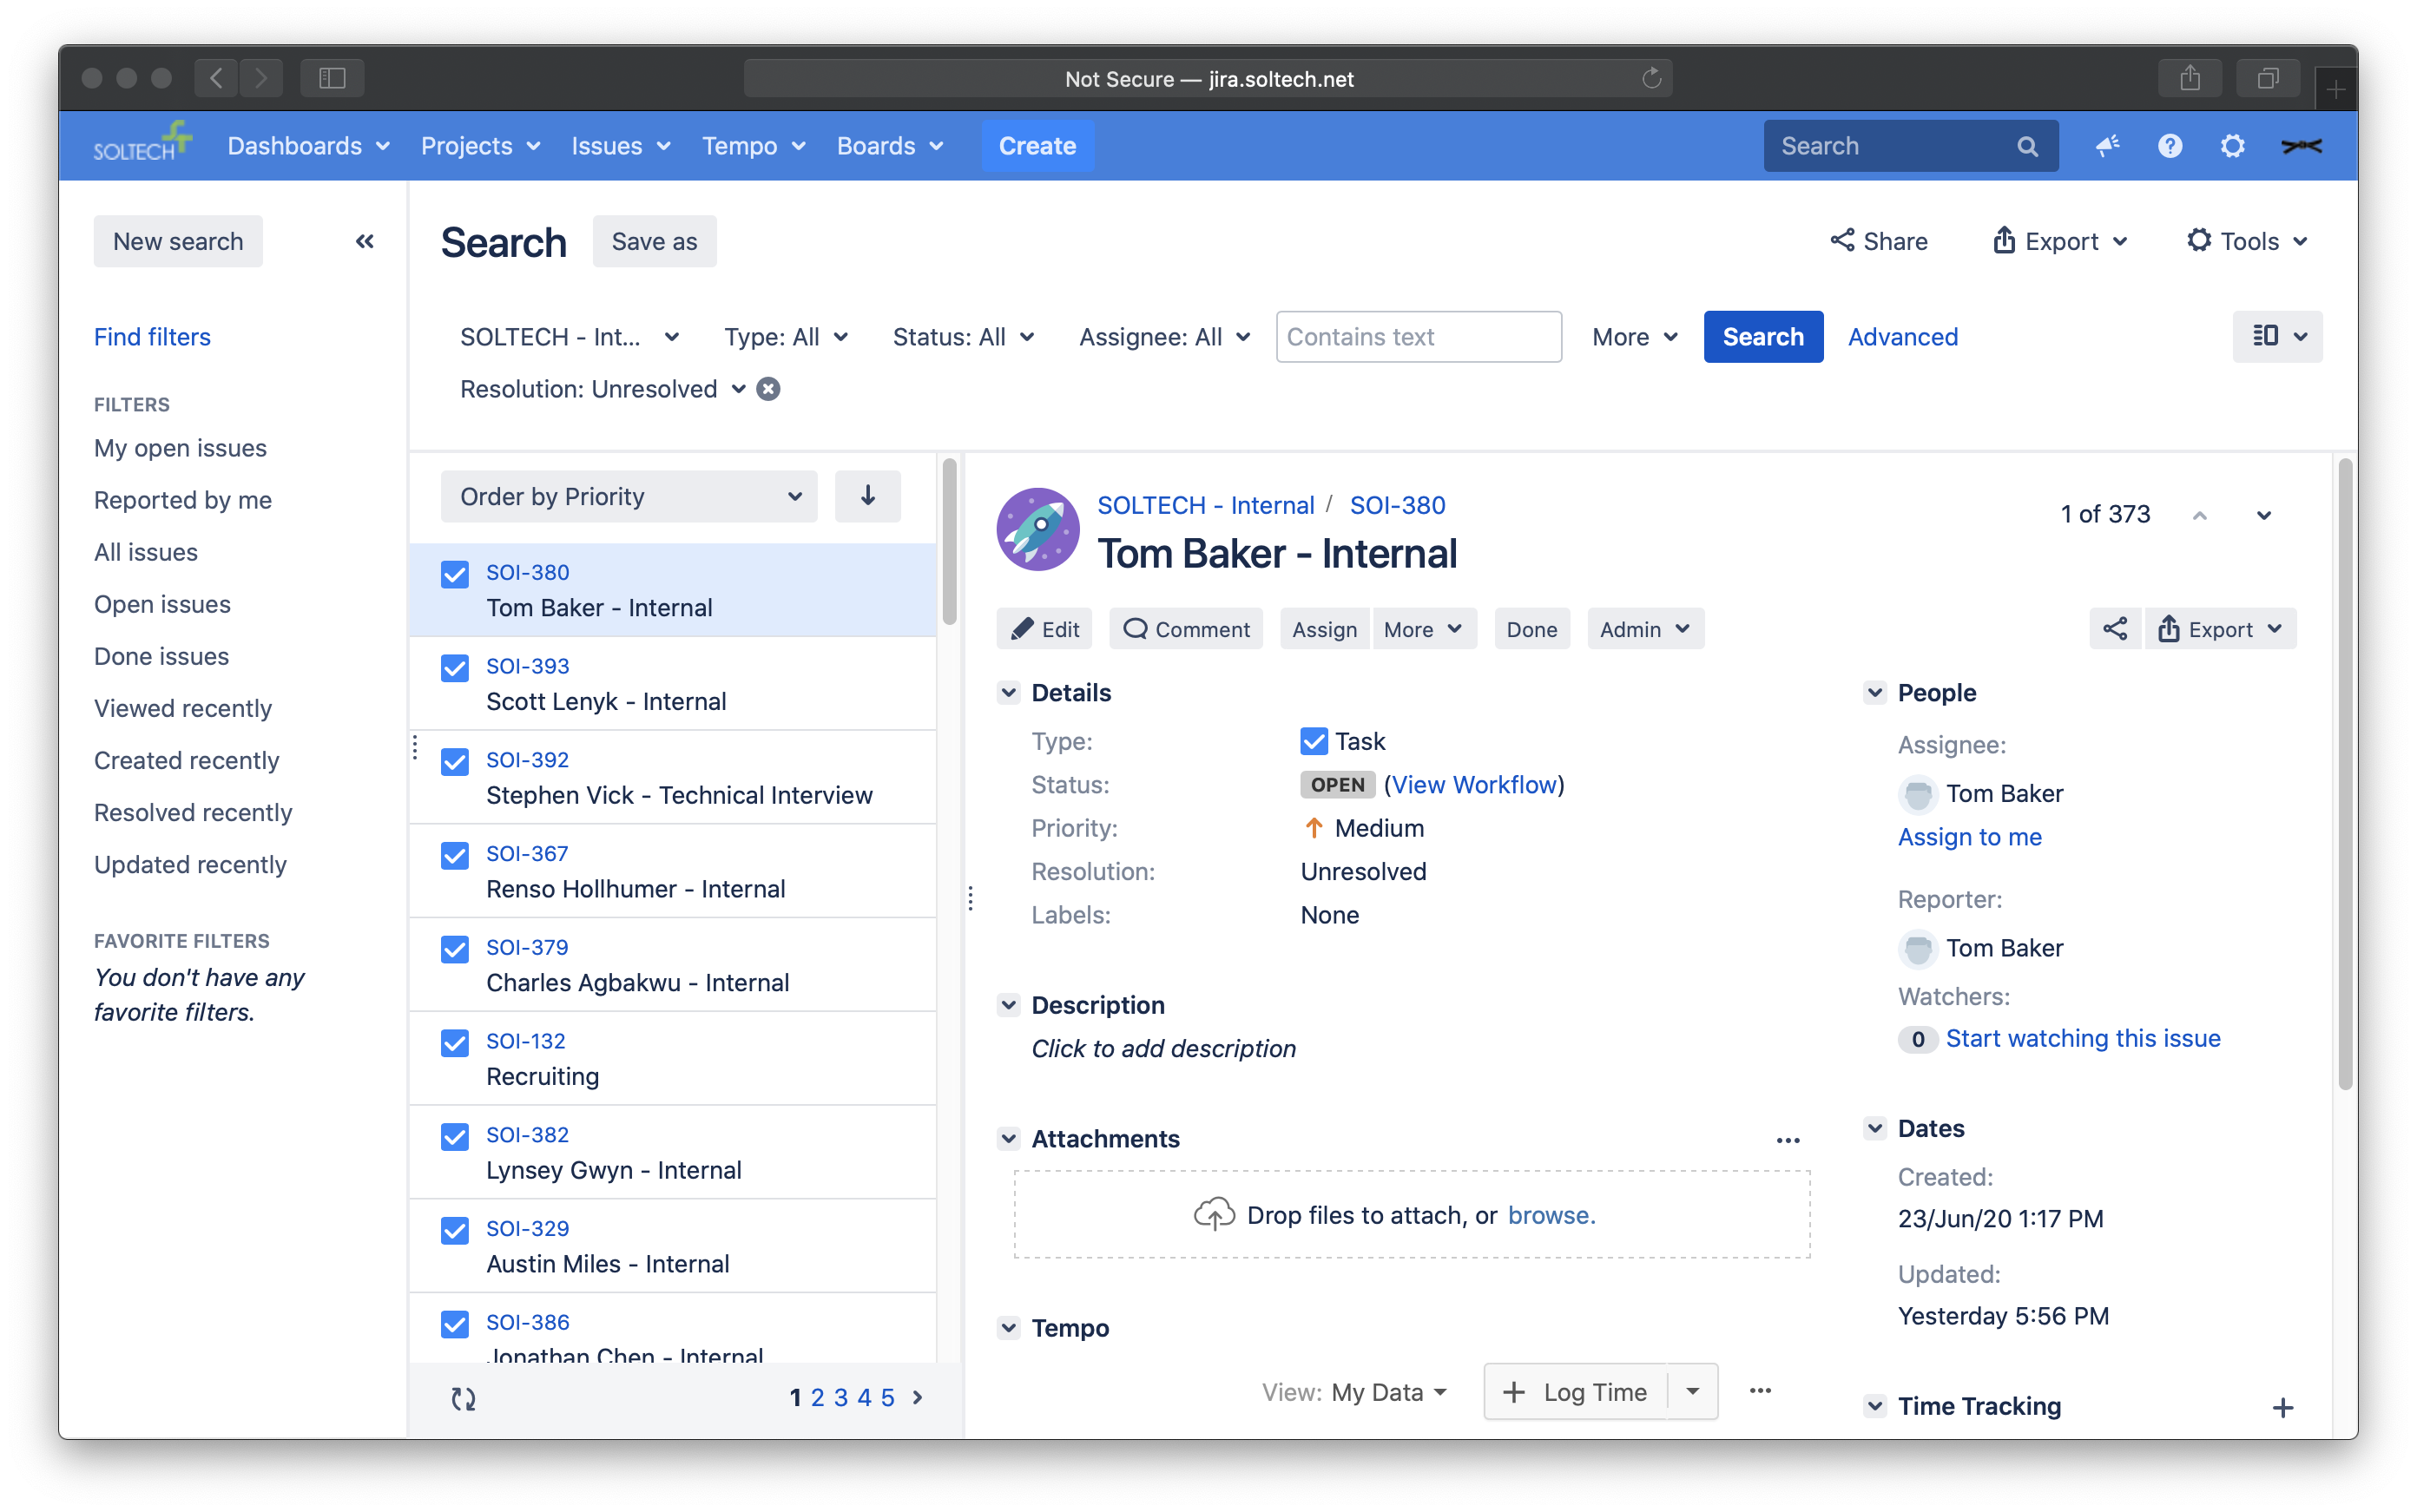 Not Secure — jira.soltech.net
SOLTECH
Dashboards
Projects
Issues
Tempo
Boards
Create
Search
New search
Find filters
FILTERS
My open issues
Reported by me
All issues
Open issues
Done issues
Viewed recently
Created recently
Resolved recently
Updated recently
FAVORITE FILTERS
You don't have any
favorite filters.
Search
Save as
Share
Export
Tools
SOLTECH - Int...
Type: All
Status: All
Assignee: All
Contains text
More
Search
Advanced
Resolution: Unresolved
Order by Priority
SOI-380
Tom Baker - Internal
SOI-393
Scott Lenyk - Internal
SOI-392
Stephen Vick - Technical Interview
SOI-367
Renso Hollhumer - Internal
SOI-379
Charles Agbakwu - Internal
SOI-132
Recruiting
SOI-382
Lynsey Gwyn - Internal
SOI-329
Austin Miles - Internal
SOI-386
Jonathan Chen - Internal
1 2 3 4 5
SOLTECH - Internal / SOI-380
Tom Baker - Internal
1 of 373
Edit
Comment
Assign
More
Done
Admin
Export
Details
Type: Task
Status: OPEN (View Workflow)
Priority: Medium
Resolution: Unresolved
Labels: None
Description
Click to add description
Attachments
Drop files to attach, or browse.
Tempo
View: My Data
Log Time
People
Assignee:
Tom Baker
Assign to me
Reporter:
Tom Baker
Watchers:
0 Start watching this issue
Dates
Created:
23/Jun/20 1:17 PM
Updated:
Yesterday 5:56 PM
Time Tracking